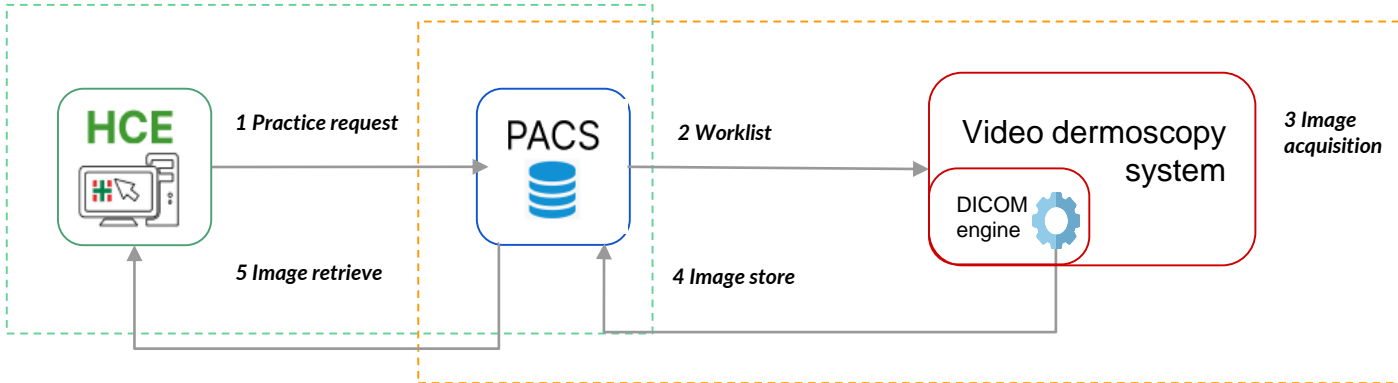 HCE
1 Practice request
PACS
2 Worklist
Video dermoscopy
system
3 Image
acquisition
DICOM
engine
5 Image retrieve
4 Image store